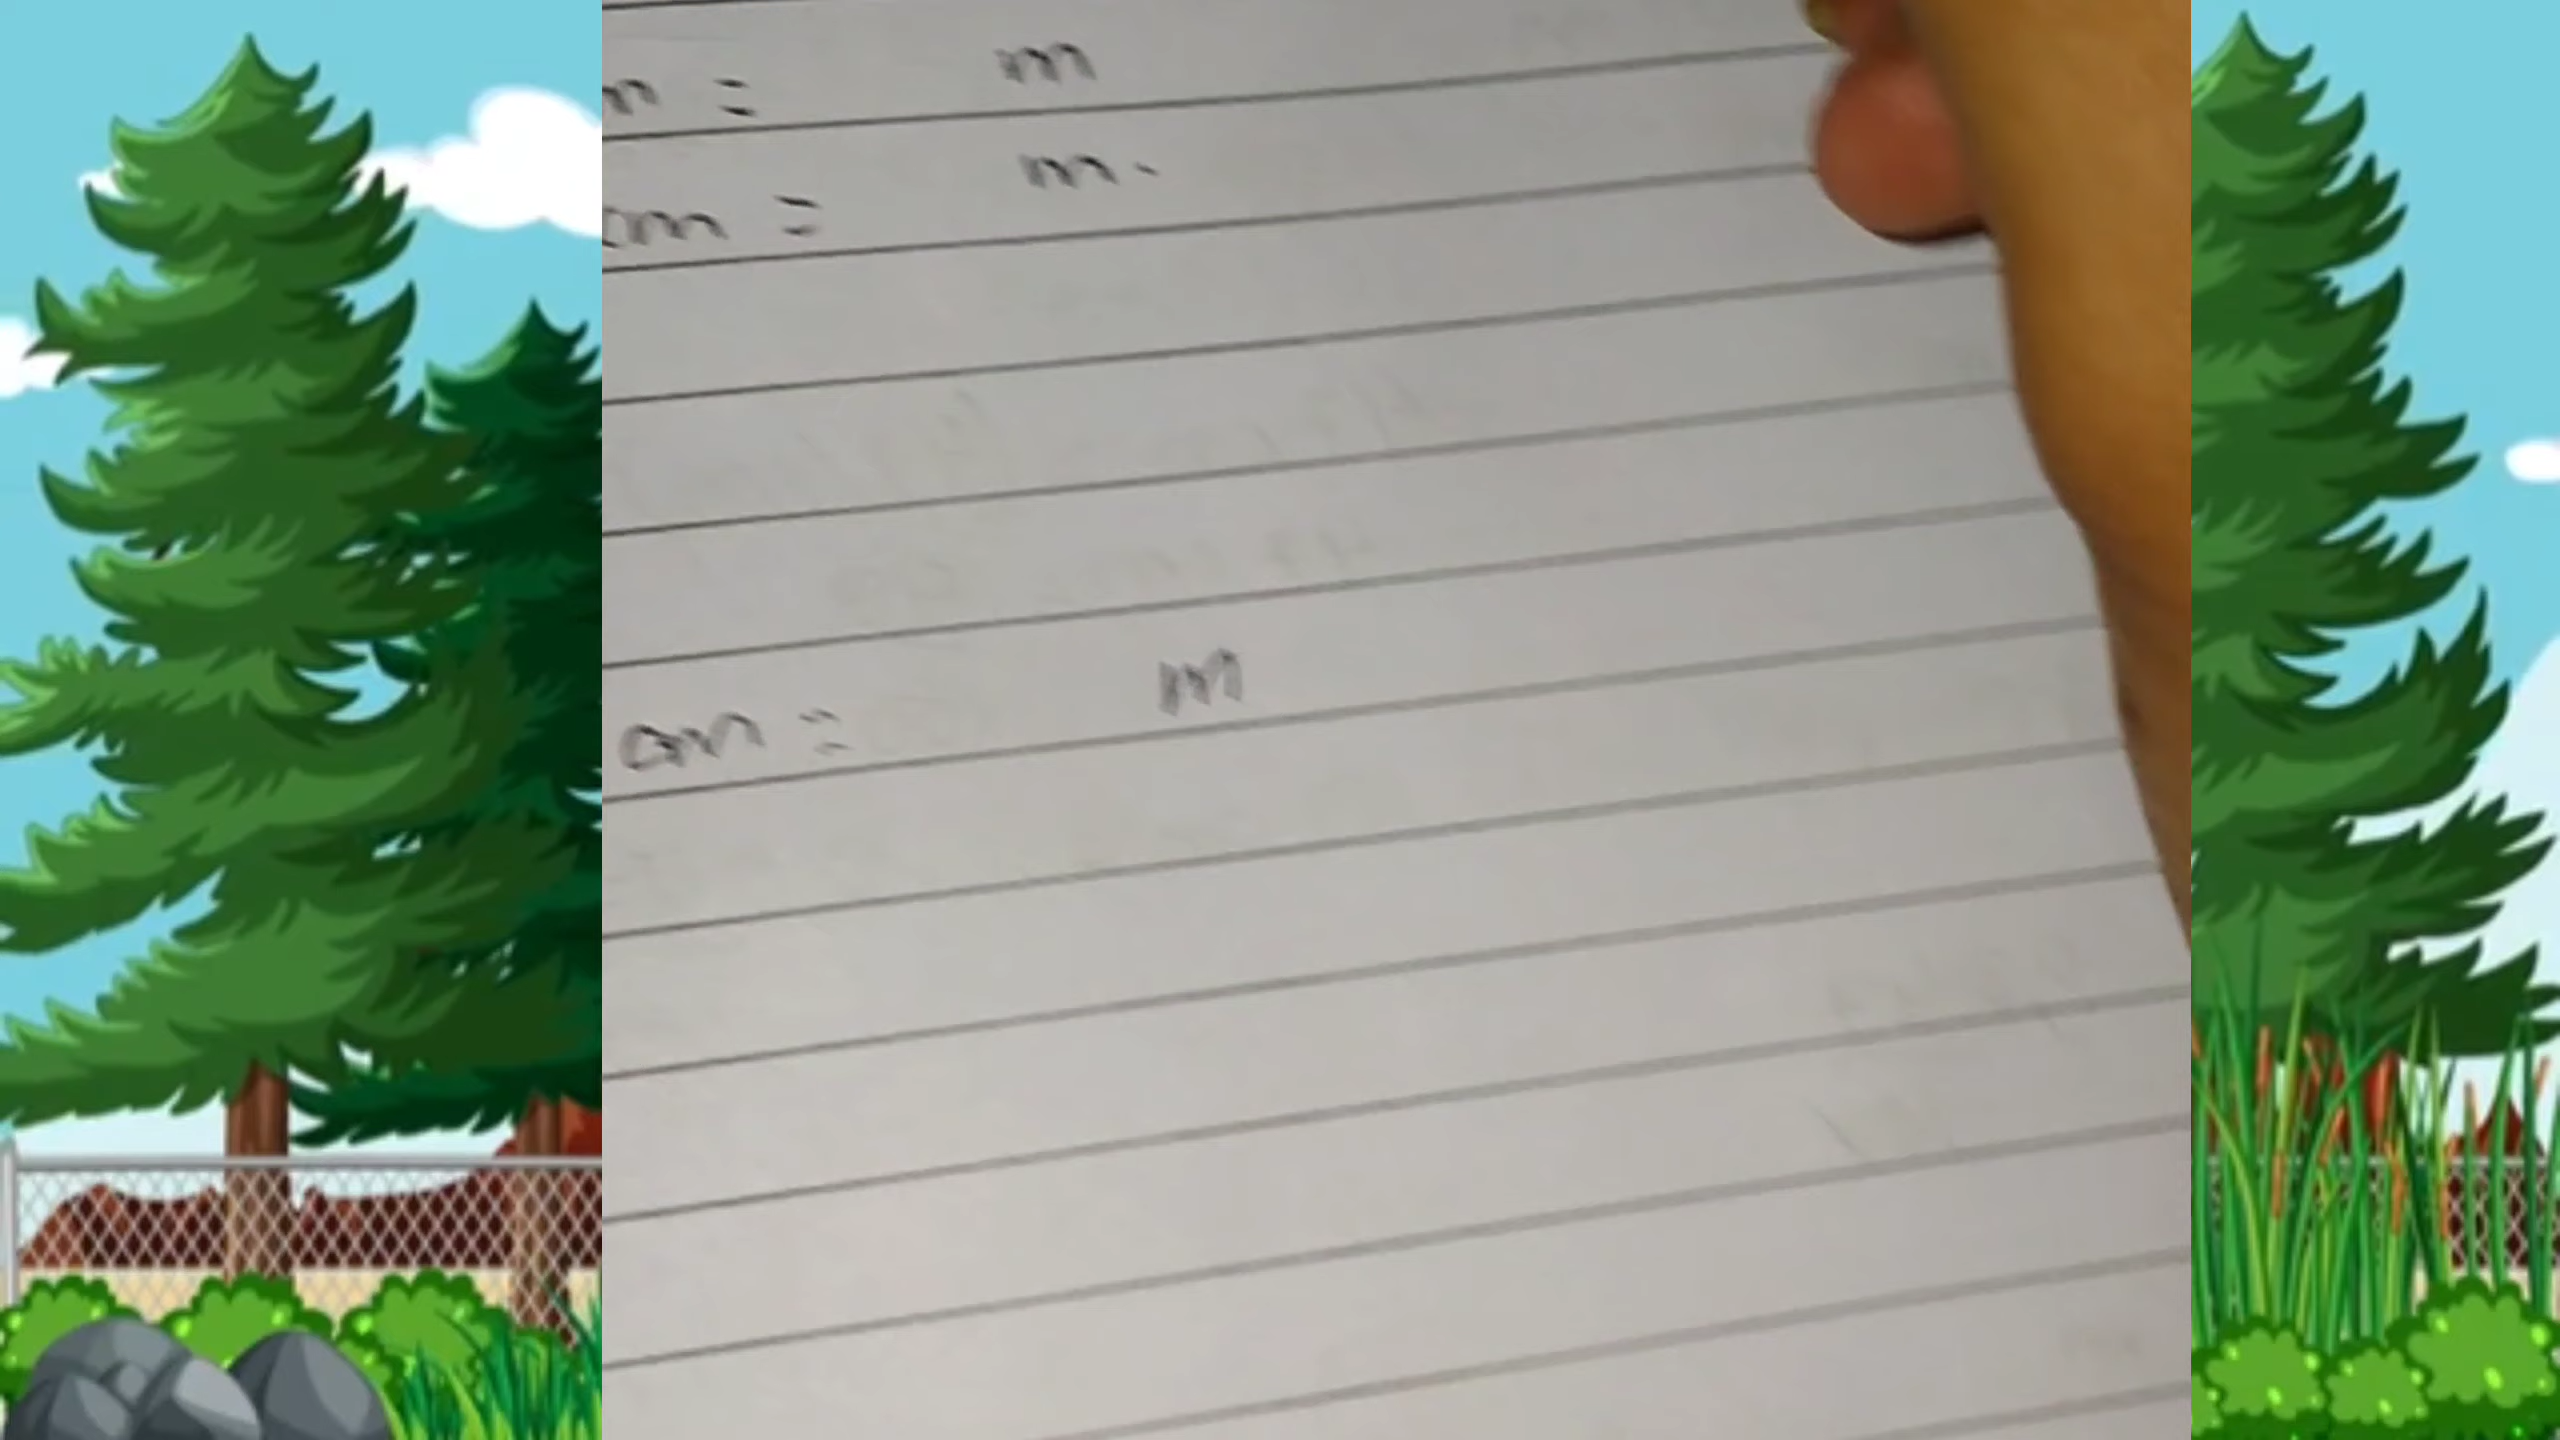 m = m
cm = m.
cm = m